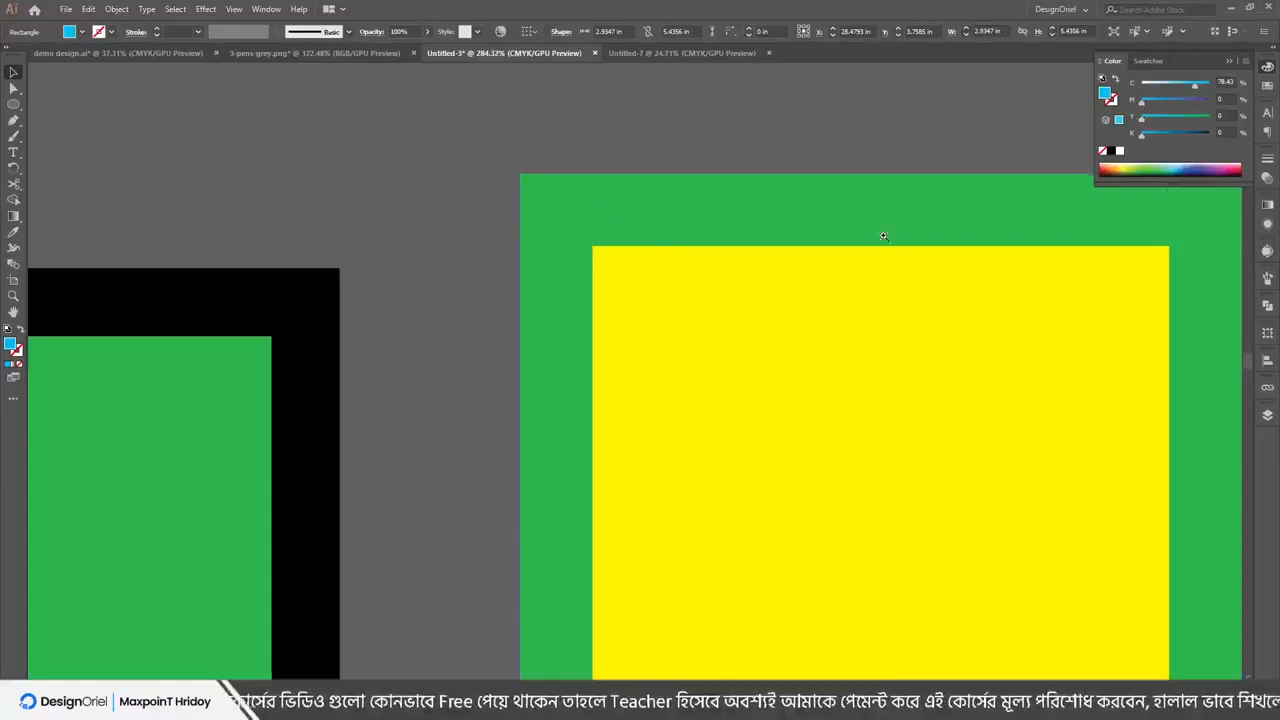 Ai File Edit Object Type Select Effect View Window Help DesignOriel Search Adobe Stock
Rectangle Stroke: Basic Opacity: 100% Style: Shape: 2.9347 in 5.4356 in 0 in X: 28.4793 in Y: 3.7585 in W: 2.9347 in H: 5.4356 in
demo design.ai* @ 37.31% (CMYK/GPU Preview) × 3-pens-grey.png* @ 122.48% (RGB/GPU Preview) × Untitled-3* @ 284.32% (CMYK/GPU Preview) × Untitled-7 @ 24.71% (CMYK/GPU Preview) ×
Color Swatches
C 78.43 %
M 0 %
Y 0 %
K 0 %
DesignOriel MaxpoinT Hridoy কোর্সের ভিডিও গুলো কোনভাবে Free পেয়ে থাকেন তাহলে Teacher হিসেবে অবশ্যই আমাকে পেমেন্ট করে এই কোর্সের মূল্য পরিশোধ করবেন, হালাল ভাবে